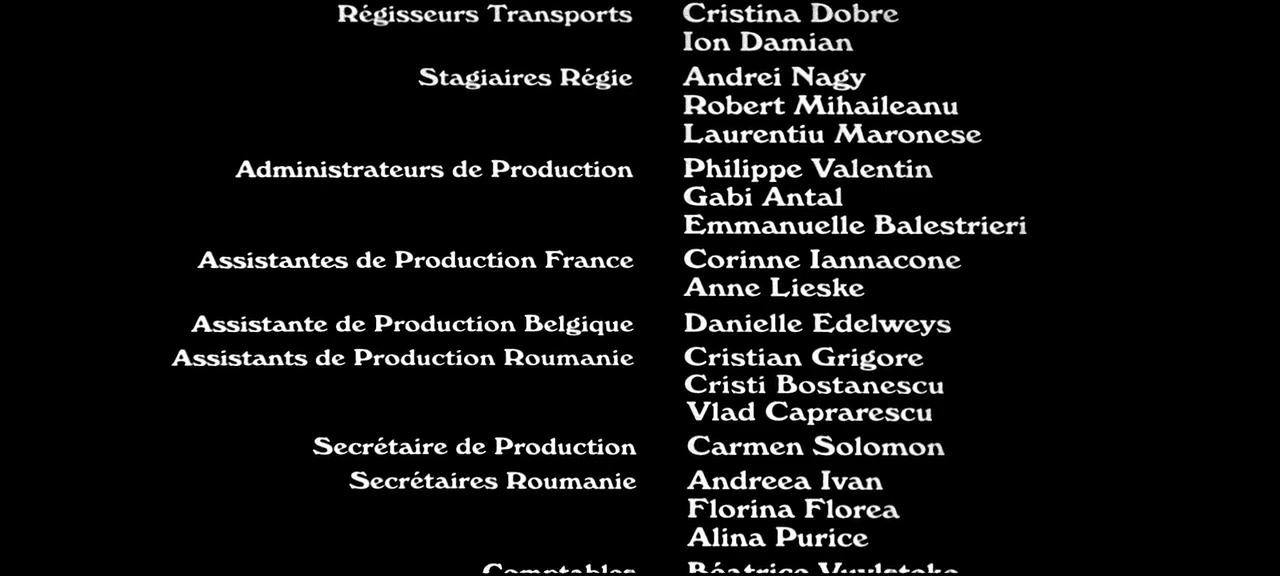 Régisseurs Transports Cristina Dobre
Ion Damian
Stagiaires Régie Andrei Nagy
Robert Mihaileanu
Laurentiu Maronese
Administrateurs de Production Philippe Valentin
Gabi Antal
Emmanuelle Balestrieri
Assistantes de Production France Corinne Iannacone
Anne Lieske
Assistante de Production Belgique Danielle Edelweys
Assistants de Production Roumanie Cristian Grigore
Cristi Bostanescu
Vlad Caprarescu
Secrétaire de Production Carmen Solomon
Secrétaires Roumanie Andreea Ivan
Florina Florea
Alina Purice
Comptables Béatrice